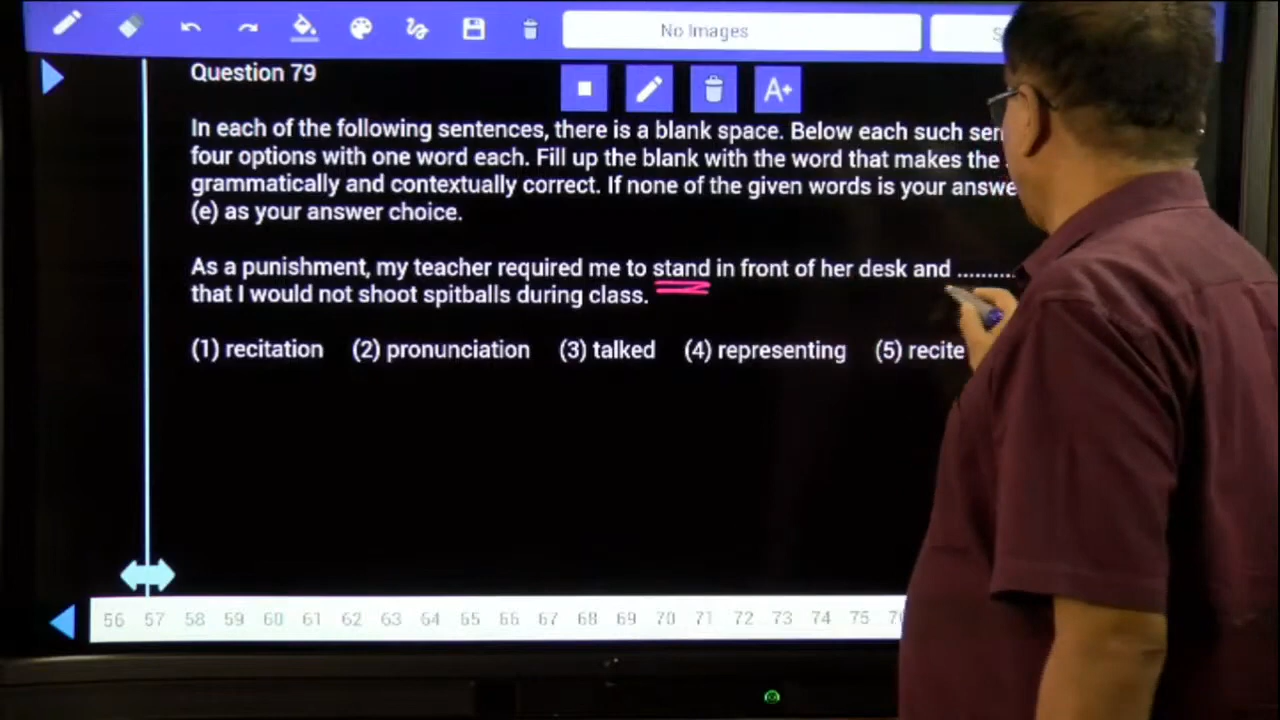 No Images
A+
Question 79
In each of the following sentences, there is a blank space. Below each such
four options with one word each. Fill up the blank with the word that makes the
grammatically and contextually correct. If none of the given words is your
(e) as your answer choice.
As a punishment, my teacher required me to stand in front of her desk and ..........
that I would not shoot spitballs during class.
(1) recitation (2) pronunciation (3) talked (4) representing (5) recite
56 57 58 59 60 61 62 63 64 65 66 67 68 69 70 71 72 73 74 75